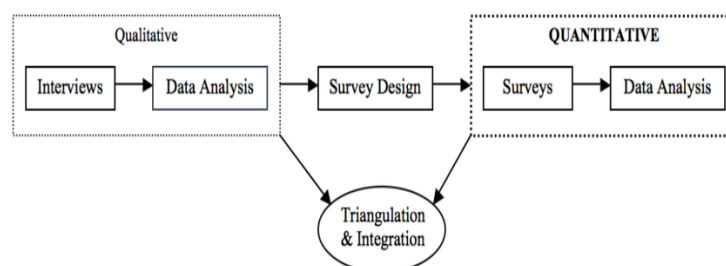 Qualitative
QUANTITATIVE
Interviews
Data Analysis
Survey Design
Surveys
Data Analysis
Triangulation
& Integration